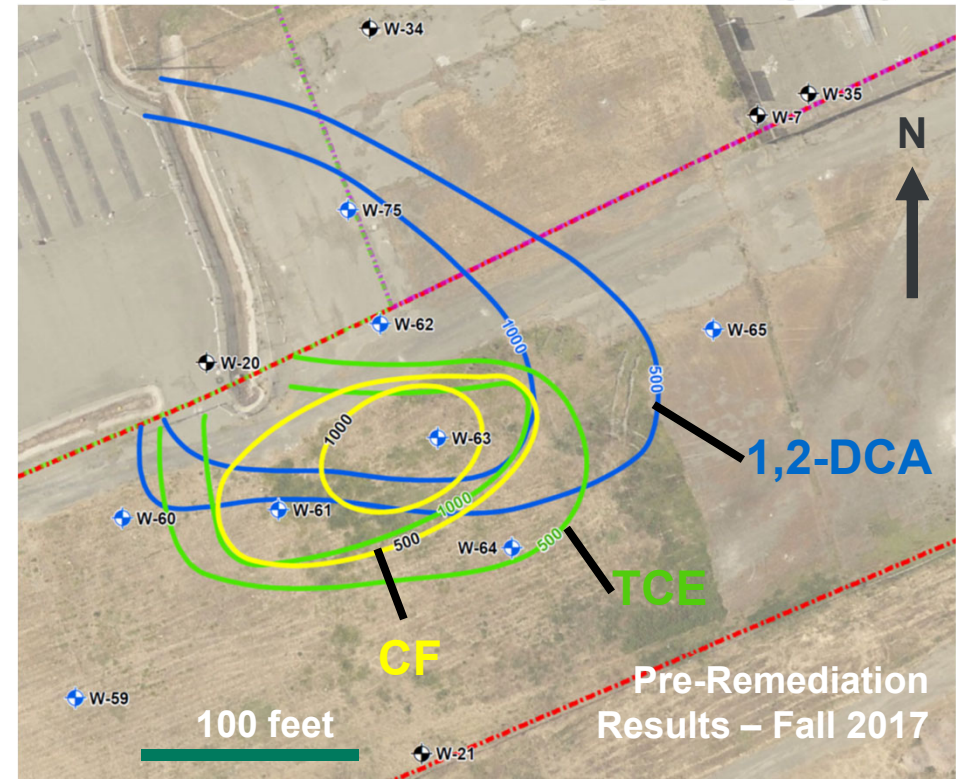 W-34
W-35
W-7
N
W-75
W-62
W-65
1000
W-20
500
1000
W-63
1,2-DCA
1000
W-61
W-60
500
W-64
500
TCE
CF
Pre-Remediation
Results – Fall 2017
W-59
100 feet
W-21